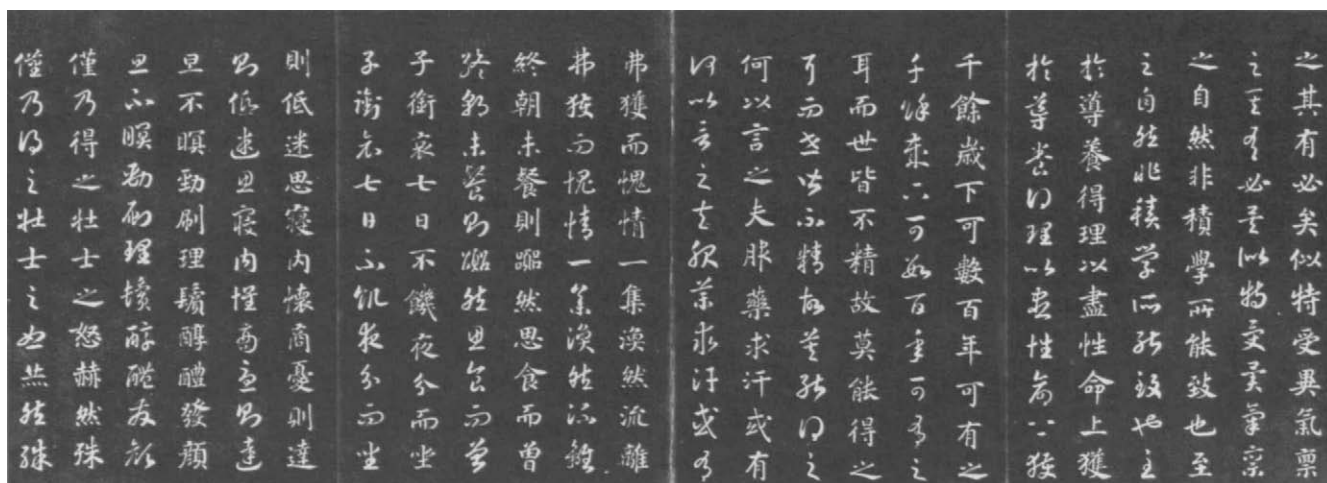 之其有必矣似特受異氣稟
之其有必矣似特受異氣稟
之自然非積學所能致也至
之自然非積學所能致也至
於導養得理以盡性命上獲
於導養得理以盡性命上獲
千餘歲下可數百年可有之
千餘歲下可數百年可有之
耳而世皆不精故莫能得之
耳而世皆不精故莫能得之
何以言之夫服藥求汗或有
何以言之夫服藥求汗或有
弗獲而愧情一集渙然流離
弗獲而愧情一集渙然流離
終朝未餐則然思食而曾
終朝未餐則然思食而曾
子銜哀七日不饑夜分而坐
子銜哀七日不飢夜分而坐
則低迷思寢內懷商憂則達
則低迷思寢內懷商憂則達
旦不瞑勁刷理鬢醇醴發顏
旦不瞑勁刷理鬢醇醴發顏
僅乃得之壯士之怒赫然殊
僅乃得之壯士之怒赫然殊